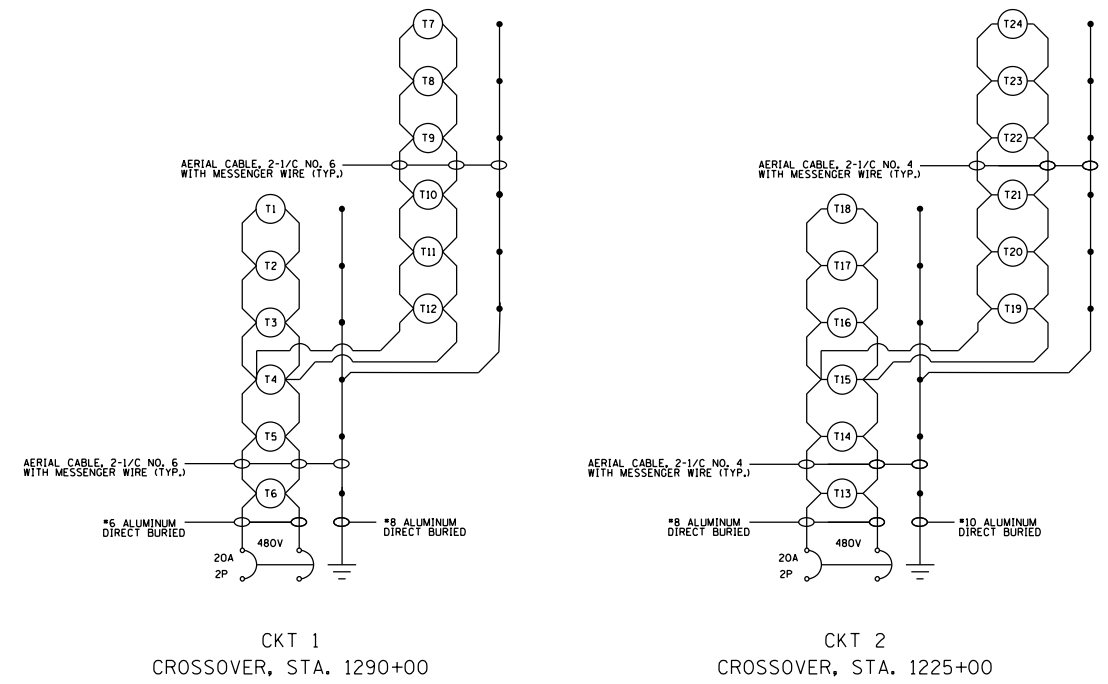 T7
T8
T9
AERIAL CABLE, 2-1/C NO. 6
WITH MESSENGER WIRE (TYP.)
T10
T11
T12
T1
T2
T3
T4
T5
AERIAL CABLE, 2-1/C NO. 6
WITH MESSENGER WIRE (TYP.)
T6
*6 ALUMINUM
DIRECT BURIED
*8 ALUMINUM
DIRECT BURIED
480V
20A
2P
CKT 1
CROSSOVER, STA. 1290+00
T24
T23
T22
AERIAL CABLE, 2-1/C NO. 4
WITH MESSENGER WIRE (TYP.)
T21
T20
T19
T18
T17
T16
T15
T14
AERIAL CABLE, 2-1/C NO. 4
WITH MESSENGER WIRE (TYP.)
T13
*8 ALUMINUM
DIRECT BURIED
*10 ALUMINUM
DIRECT BURIED
480V
20A
2P
CKT 2
CROSSOVER, STA. 1225+00